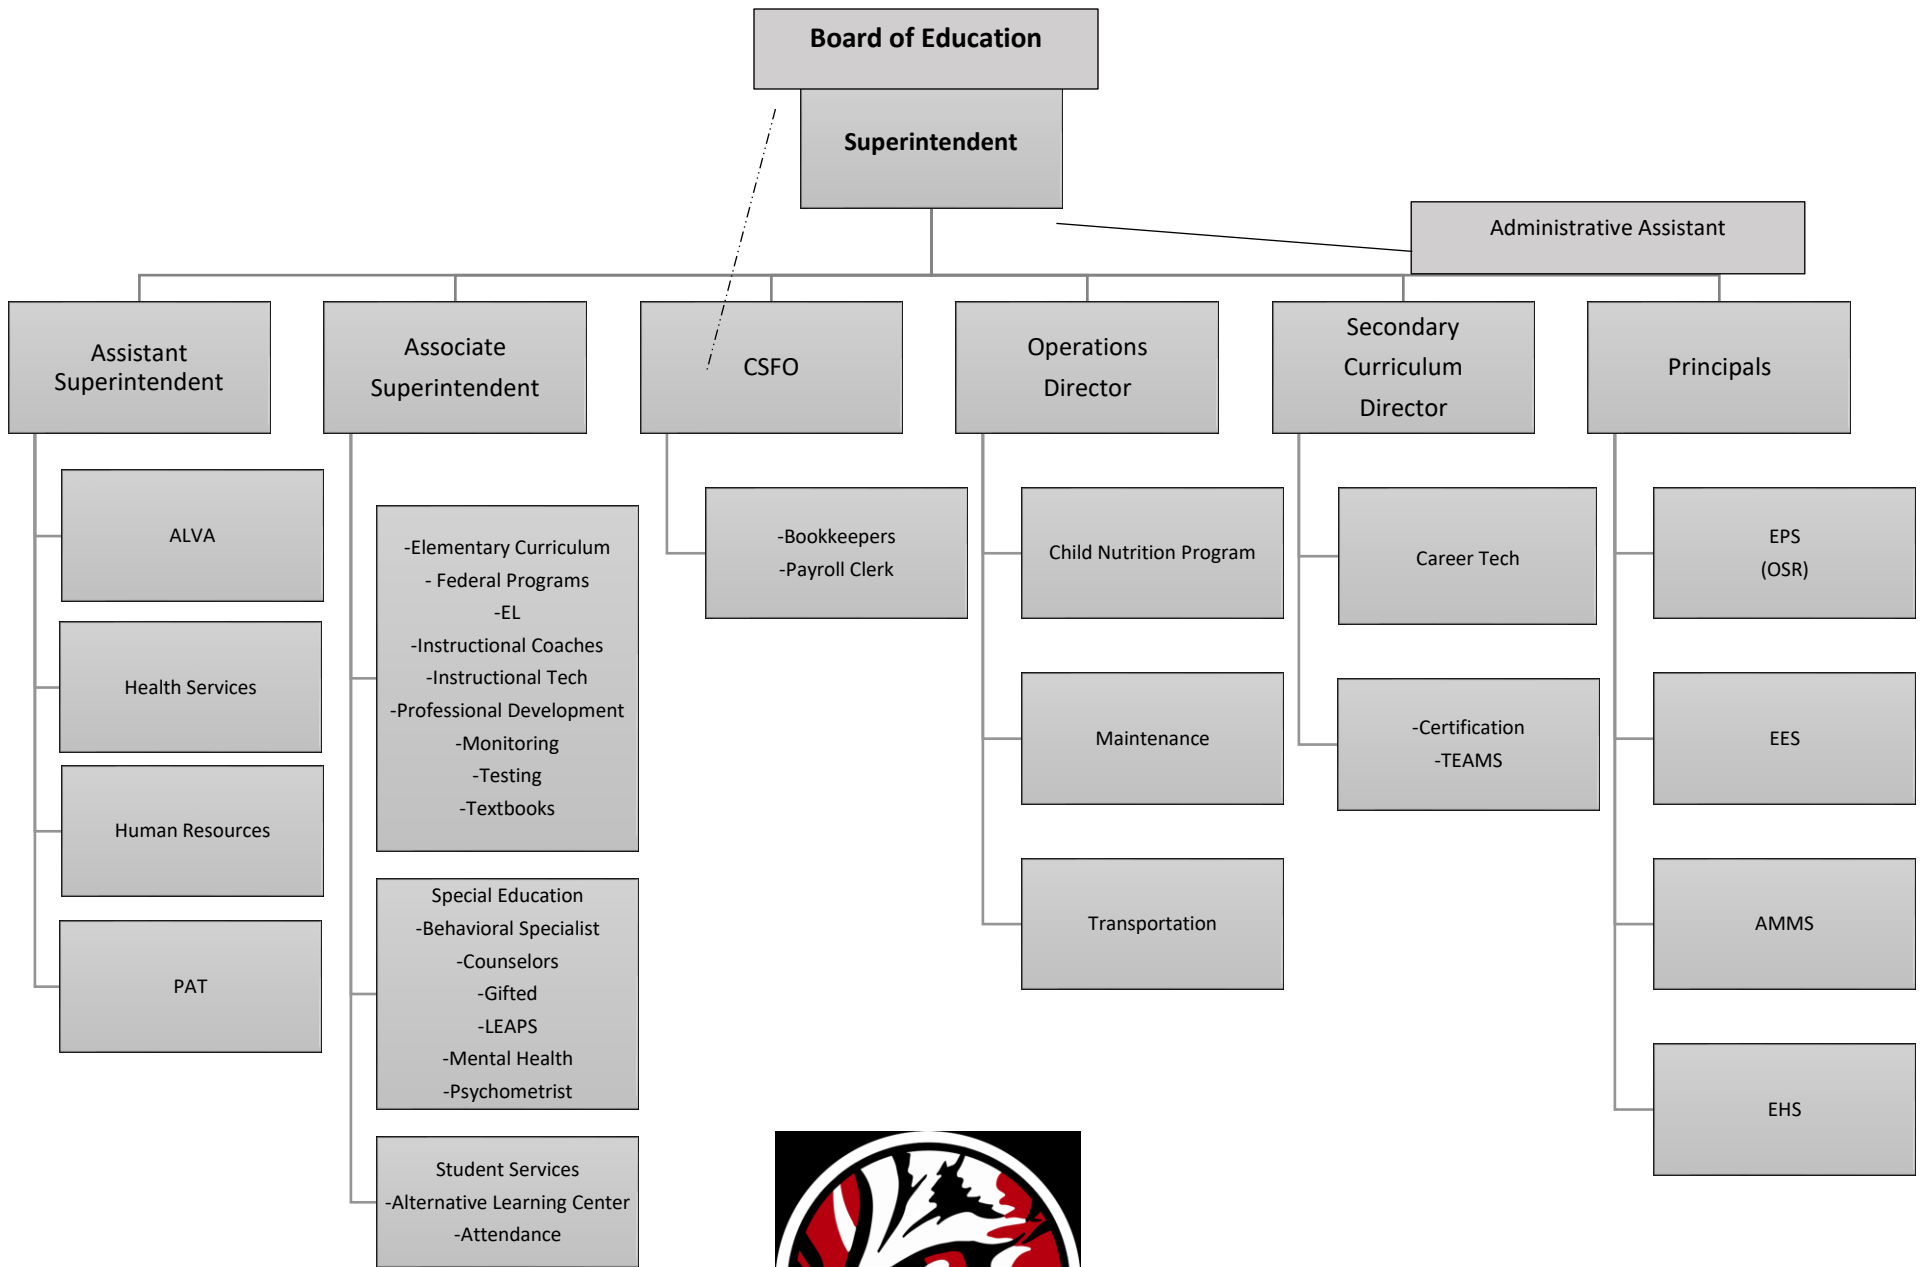 Board of Education
Superintendent
Administrative Assistant
Assistant
Superintendent
Associate
Superintendent
CSFO
Operations
Director
Secondary
Curriculum
Director
Principals
ALVA
Health Services
Human Resources
PAT
-Elementary Curriculum
- Federal Programs
-EL
-Instructional Coaches
-Instructional Tech
-Professional Development
-Monitoring
-Testing
-Textbooks
Special Education
-Behavioral Specialist
-Counselors
-Gifted
-LEAPS
-Mental Health
-Psychometrist
Student Services
-Alternative Learning Center
-Attendance
-Bookkeepers
-Payroll Clerk
Child Nutrition Program
Maintenance
Transportation
Career Tech
-Certification
-TEAMS
EPS
(OSR)
EES
AMMS
EHS